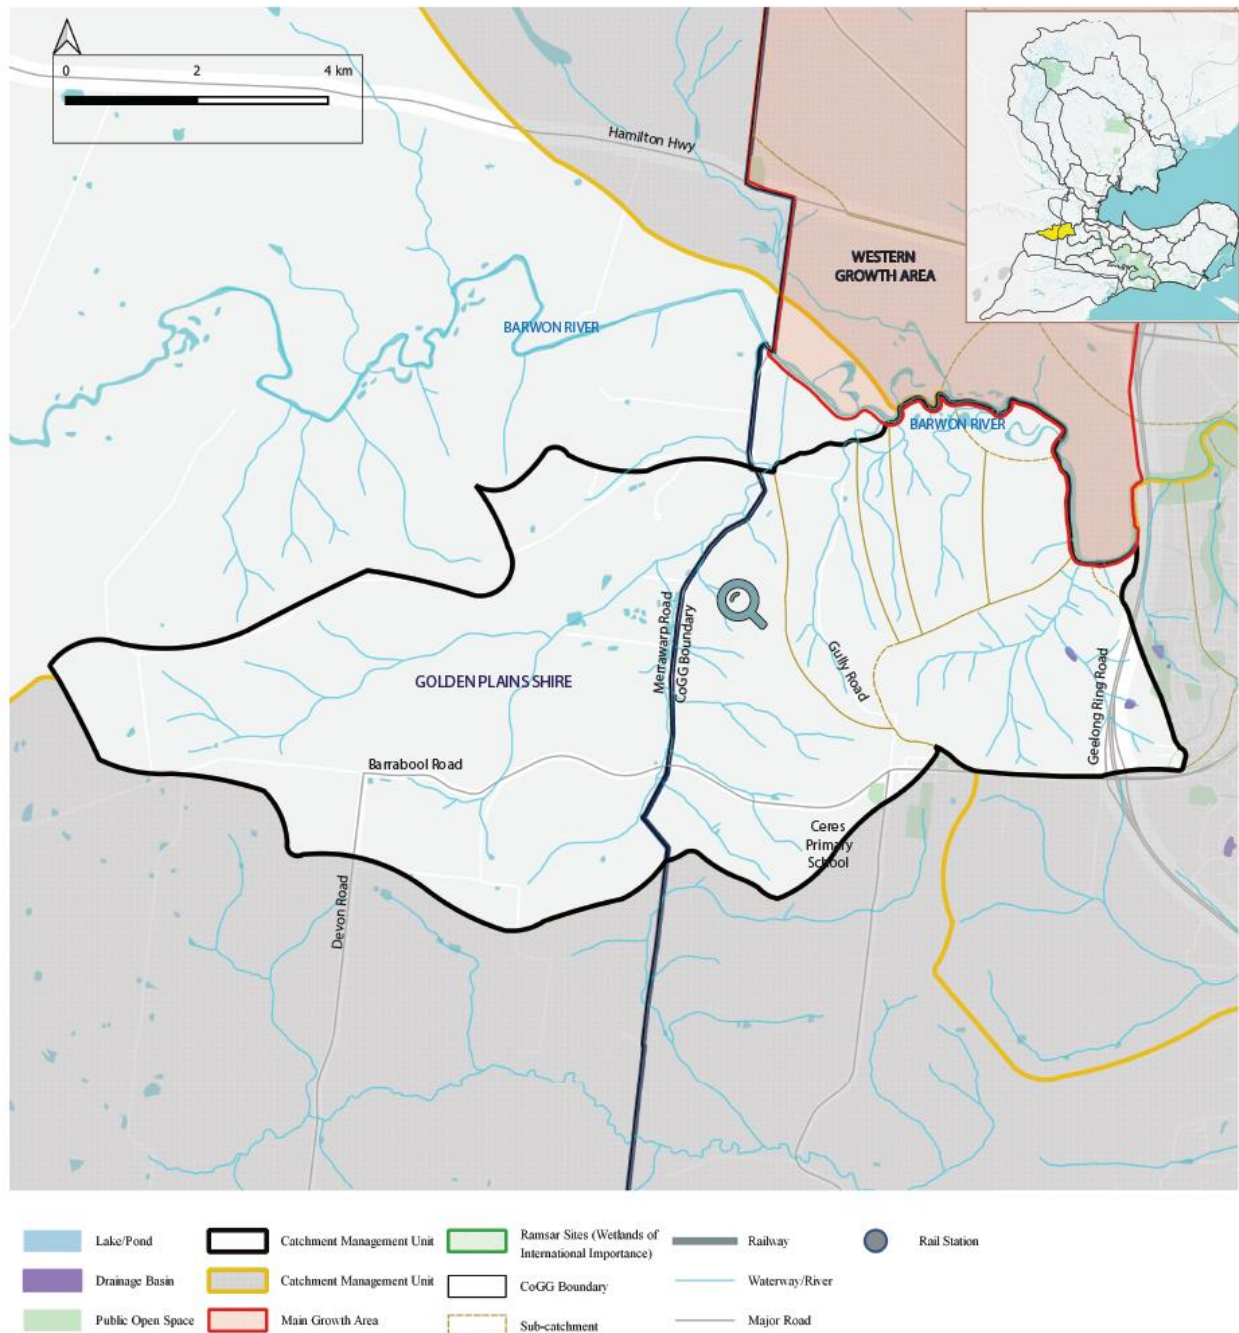 0 2 4 km
Hamilton Hwy
WESTERN
GROWTH AREA
BARWON RIVER
BARWON RIVER
Merrawarp Road
CoGG Boundary
Gully Road
Geelong Ring Road
GOLDEN PLAINS SHIRE
Barrabool Road
Ceres
Primary
School
Devon Road
Lake/Pond
Catchment Management Unit
Ramsar Sites (Wetlands of
International Importance)
Railway
Rail Station
Drainage Basin
Catchment Management Unit
CoGG Boundary
Waterway/River
Public Open Space
Main Growth Area
Sub-catchment
Major Road